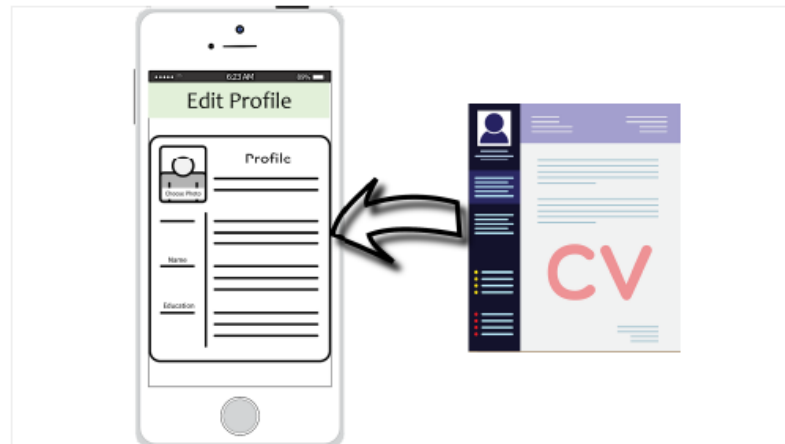 6:23 AM
89%
Edit Profile
Profile
Choose Photo
Name
Education
CV